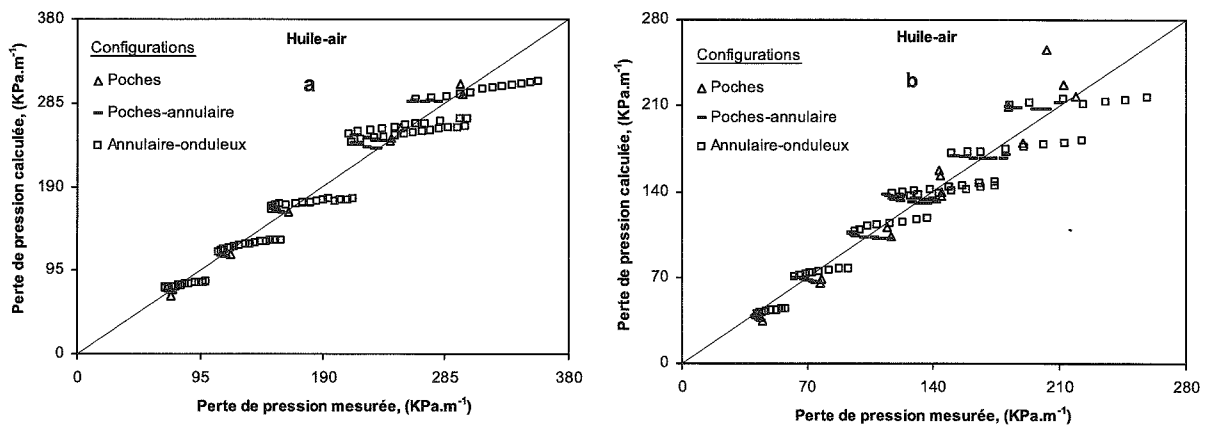 Huile-air
a
Configurations
Poches
Poches-annulaire
Annulaire-onduleux
380
285
190
95
0
0
95
190
285
380
Perte de pression calculée, (KPa.m-1)
Perte de pression mesurée, (KPa.m-1)
Huile-air
b
Configurations
Poches
Poches-annulaire
Annulaire-onduleux
280
210
140
70
0
0
70
140
210
280
Perte de pression calculée, (KPa.m-1)
Perte de pression mesurée, (KPa.m-1)